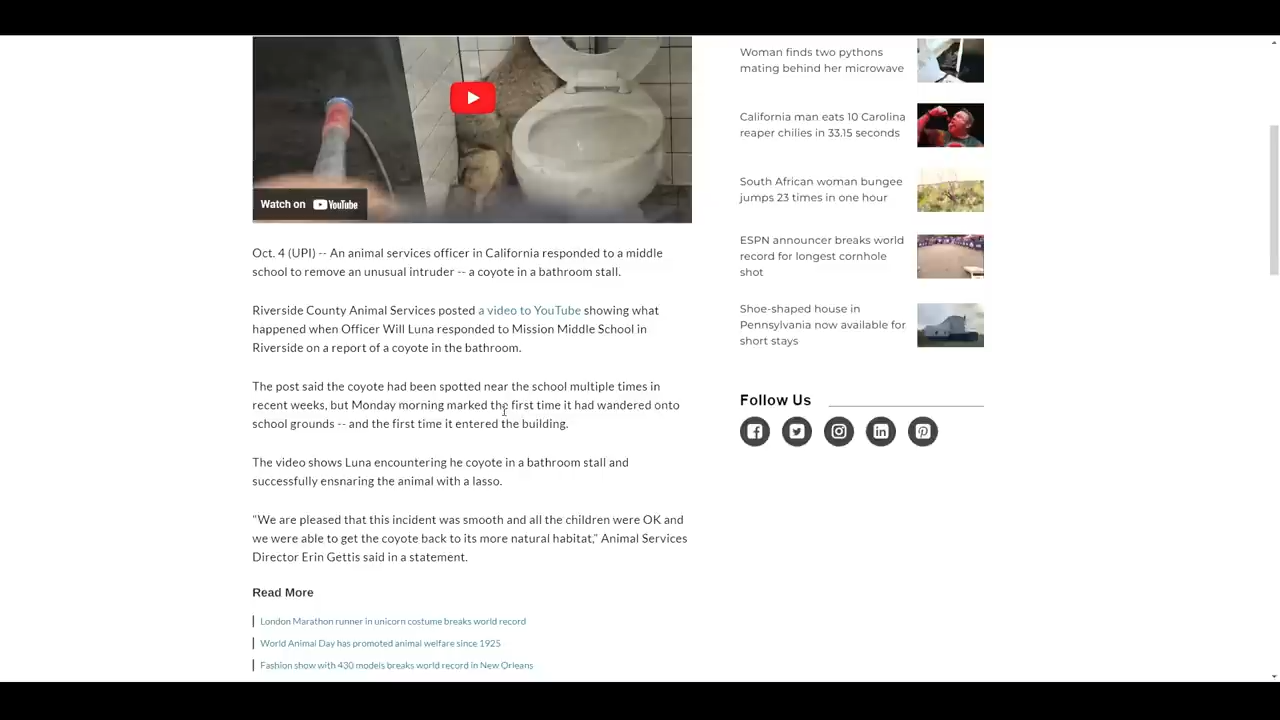 Watch on YouTube
Oct. 4 (UPI) -- An animal services officer in California responded to a middle
school to remove an unusual intruder -- a coyote in a bathroom stall.
Riverside County Animal Services posted a video to YouTube showing what
happened when Officer Will Luna responded to Mission Middle School in
Riverside on a report of a coyote in the bathroom.
The post said the coyote had been spotted near the school multiple times in
recent weeks, but Monday morning marked the first time it had wandered onto
school grounds -- and the first time it entered the building.
The video shows Luna encountering he coyote in a bathroom stall and
successfully ensnaring the animal with a lasso.
"We are pleased that this incident was smooth and all the children were OK and
we were able to get the coyote back to its more natural habitat," Animal Services
Director Erin Gettis said in a statement.
Read More
London Marathon runner in unicorn costume breaks world record
World Animal Day has promoted animal welfare since 1925
Fashion show with 430 models breaks world record in New Orleans
Woman finds two pythons
mating behind her microwave
California man eats 10 Carolina
reaper chilies in 33.15 seconds
South African woman bungee
jumps 23 times in one hour
ESPN announcer breaks world
record for longest cornhole
shot
Shoe-shaped house in
Pennsylvania now available for
short stays
Follow Us